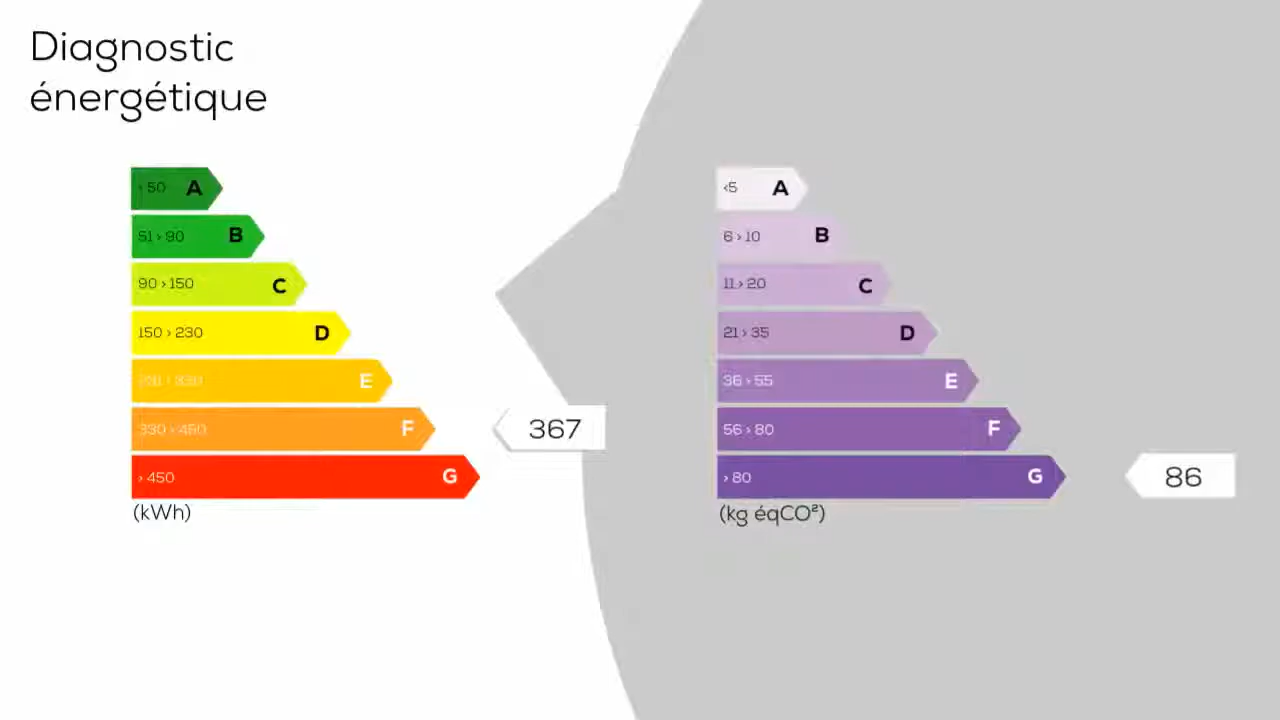 Diagnostic
énergétique
› 50 A
51 › 90 B
90 › 150 C
150 › 230 D
E
330 › 450 F
367
› 450 G
(kWh)
‹5 A
6 › 10 B
11 › 20 C
21 › 35 D
36 › 55 E
56 › 80 F
› 80 G
86
(kg éqCO²)